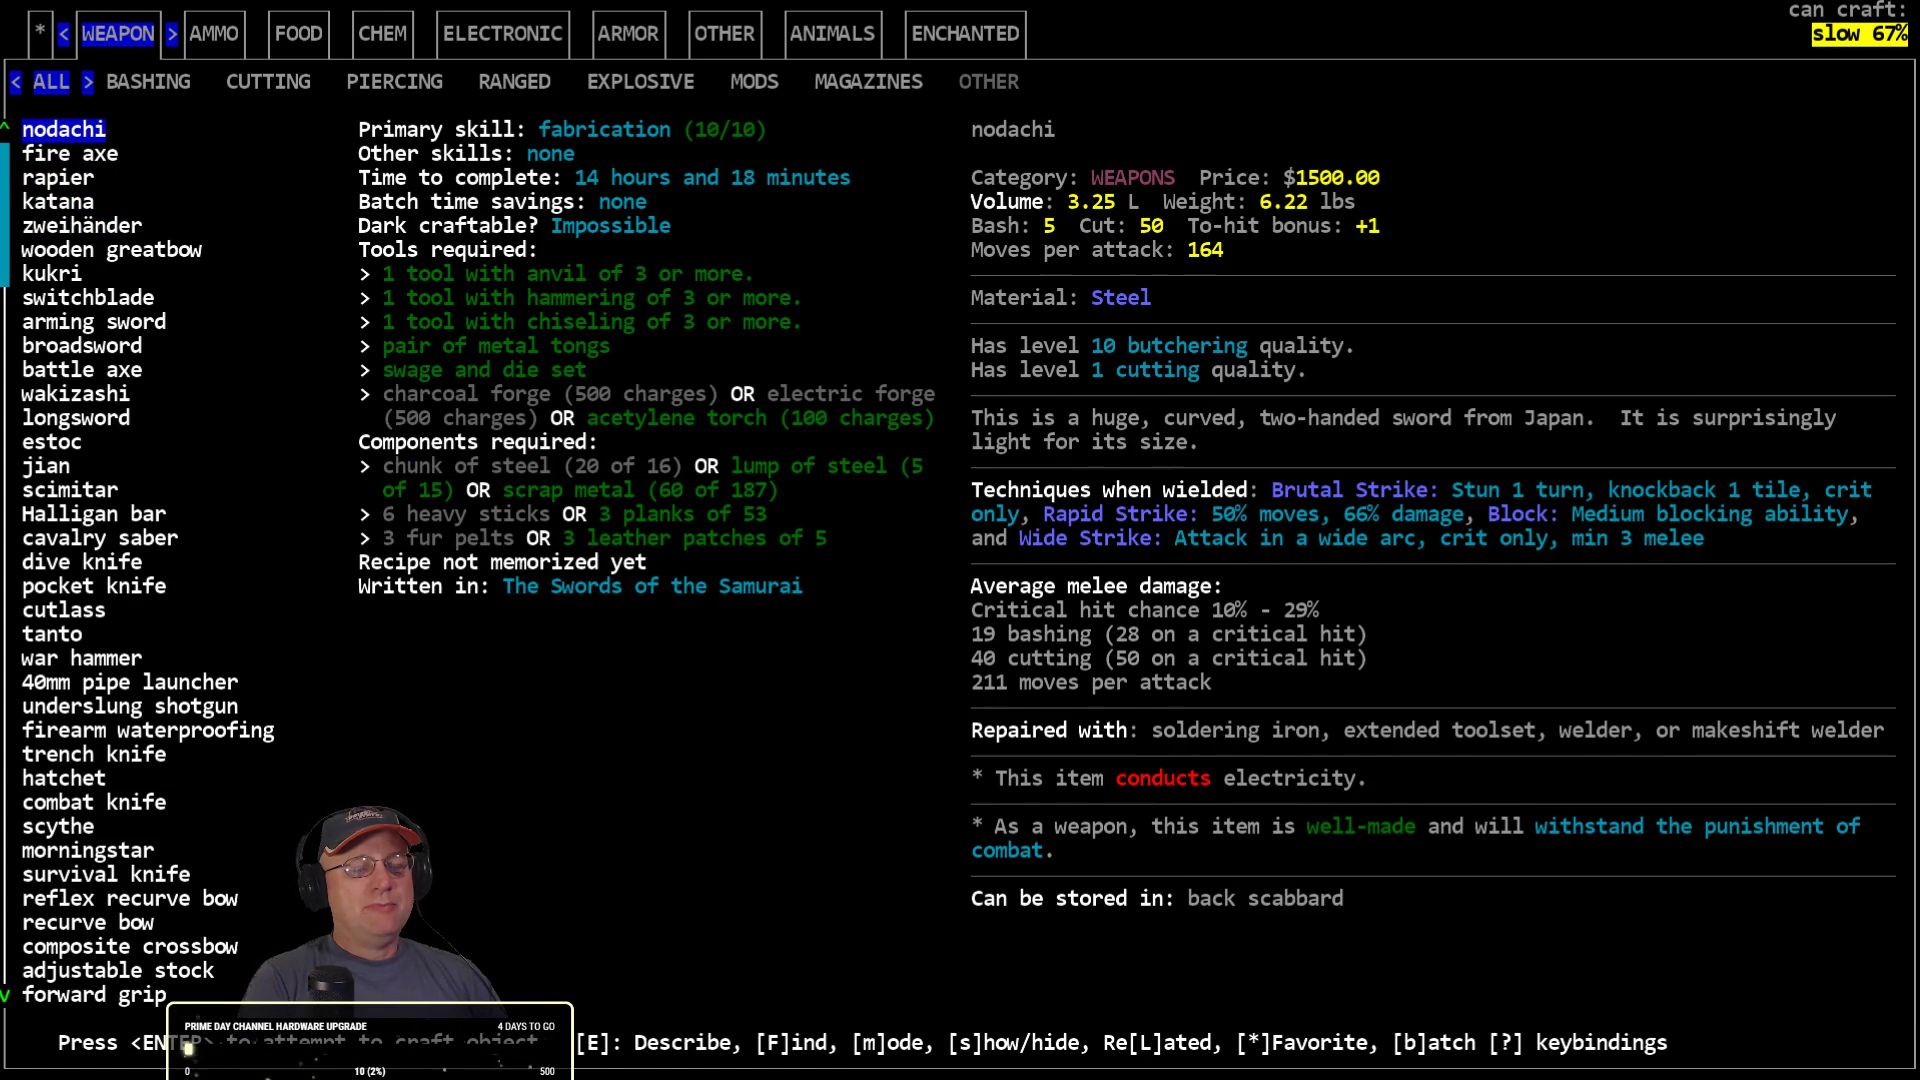 * < WEAPON > AMMO FOOD CHEM ELECTRONIC ARMOR OTHER ANIMALS ENCHANTED
can craft:
slow 67%
< ALL > BASHING CUTTING PIERCING RANGED EXPLOSIVE MODS MAGAZINES OTHER
^
nodachi
fire axe
rapier
katana
zweihänder
wooden greatbow
kukri
switchblade
arming sword
broadsword
battle axe
wakizashi
longsword
estoc
jian
scimitar
Halligan bar
cavalry saber
dive knife
pocket knife
cutlass
tanto
war hammer
40mm pipe launcher
underslung shotgun
firearm waterproofing
trench knife
hatchet
combat knife
scythe
morningstar
survival knife
reflex recurve bow
recurve bow
composite crossbow
adjustable stock
v forward grip
Primary skill: fabrication (10/10)
Other skills: none
Time to complete: 14 hours and 18 minutes
Batch time savings: none
Dark craftable? Impossible
Tools required:
> 1 tool with anvil of 3 or more.
> 1 tool with hammering of 3 or more.
> 1 tool with chiseling of 3 or more.
> pair of metal tongs
> swage and die set
> charcoal forge (500 charges) OR electric forge
(500 charges) OR acetylene torch (100 charges)
Components required:
> chunk of steel (20 of 16) OR lump of steel (5
of 15) OR scrap metal (60 of 187)
> 6 heavy sticks OR 3 planks of 53
> 3 fur pelts OR 3 leather patches of 5
Recipe not memorized yet
Written in: The Swords of the Samurai
nodachi
Category: WEAPONS Price: $1500.00
Volume: 3.25 L Weight: 6.22 lbs
Bash: 5 Cut: 50 To-hit bonus: +1
Moves per attack: 164
Material: Steel
Has level 10 butchering quality.
Has level 1 cutting quality.
This is a huge, curved, two-handed sword from Japan. It is surprisingly
light for its size.
Techniques when wielded: Brutal Strike: Stun 1 turn, knockback 1 tile, crit
only, Rapid Strike: 50% moves, 66% damage, Block: Medium blocking ability,
and Wide Strike: Attack in a wide arc, crit only, min 3 melee
Average melee damage:
Critical hit chance 10% - 29%
19 bashing (28 on a critical hit)
40 cutting (50 on a critical hit)
211 moves per attack
Repaired with: soldering iron, extended toolset, welder, or makeshift welder
* This item conducts electricity.
* As a weapon, this item is well-made and will withstand the punishment of
combat.
Can be stored in: back scabbard
Press <ENTER> to attempt to craft object [E]: Describe, [F]ind, [m]ode, [s]how/hide, Re[L]ated, [*]Favorite, [b]atch [?] keybindings
PRIME DAY CHANNEL HARDWARE UPGRADE 4 DAYS TO GO
0 10 (2%) 500